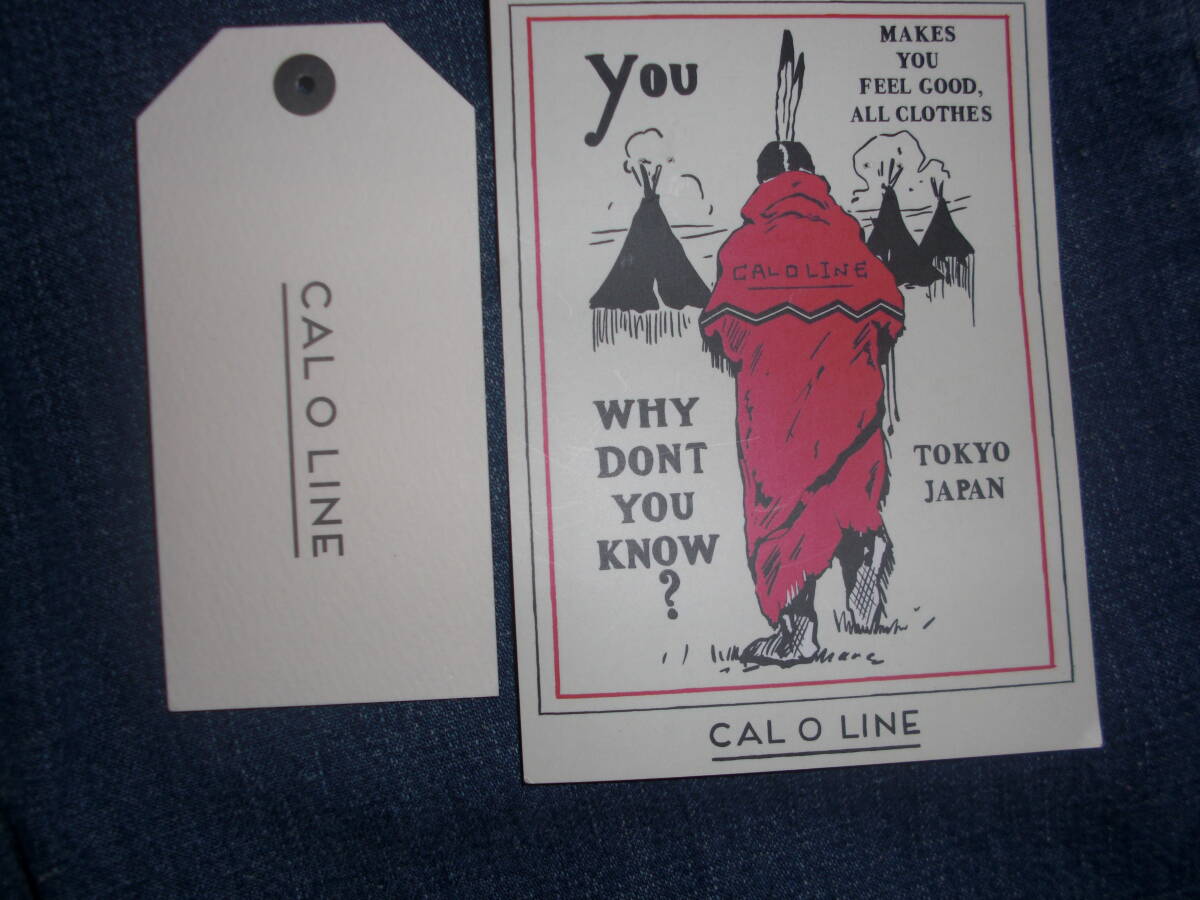 CAL O LINE
YOU
MAKES
YOU
FEEL GOOD,
ALL CLOTHES
CALOLINE
WHY
DONT
YOU
KNOW
?
TOKYO
JAPAN
CAL O LINE